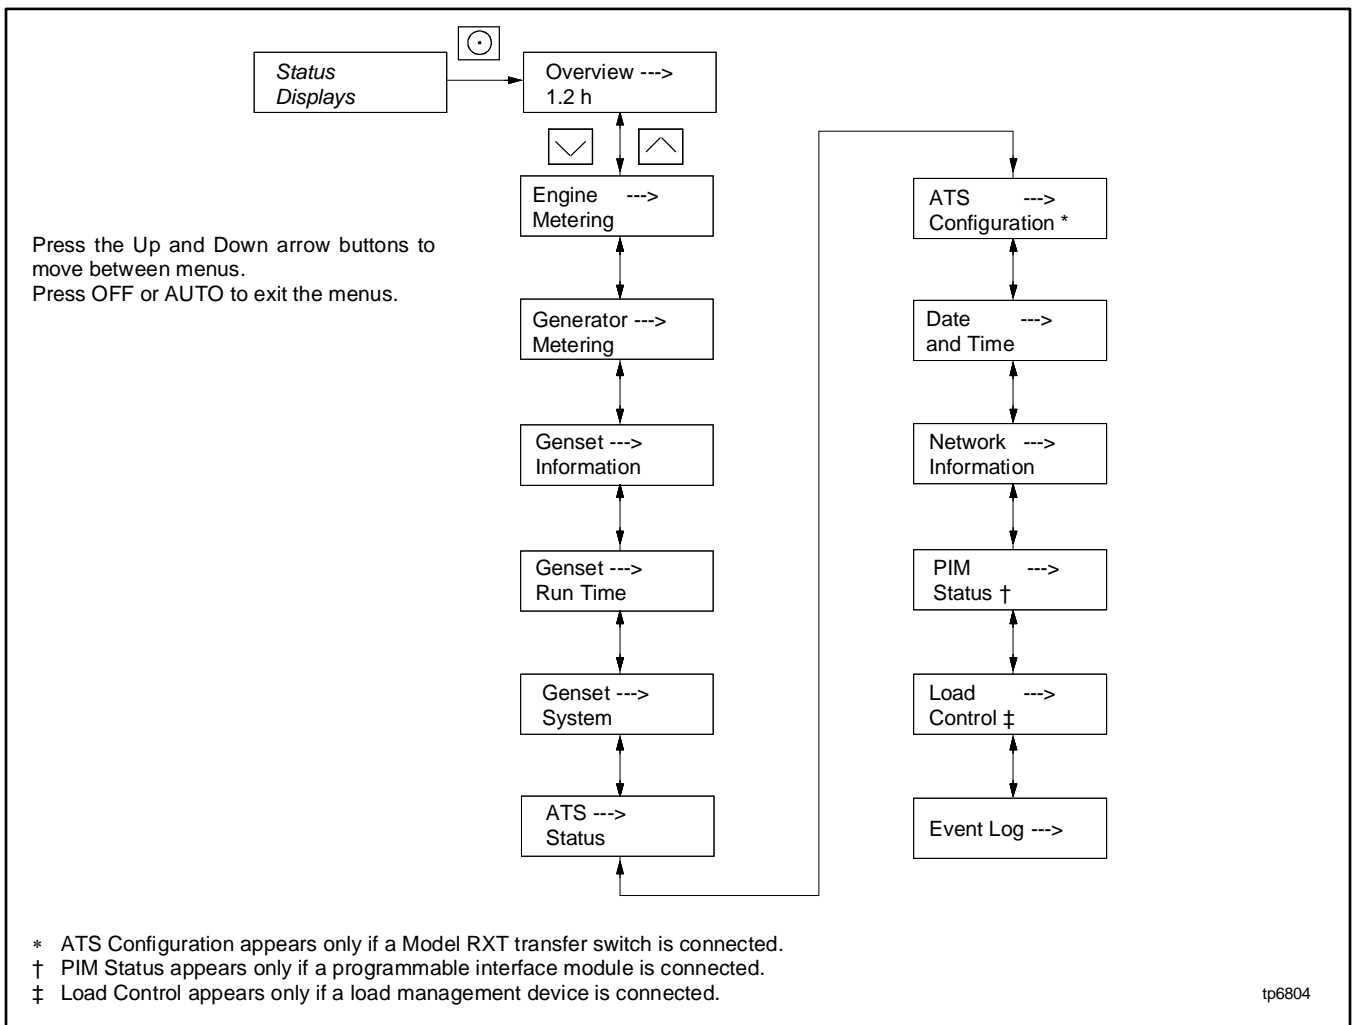 Status
Displays
Overview --->
1.2 h
Engine --->
Metering
Press the Up and Down arrow buttons to
move between menus.
Press OFF or AUTO to exit the menus.
Generator --->
Metering
Genset --->
Information
Genset --->
Run Time
Genset --->
System
ATS --->
Status
ATS --->
Configuration *
Date --->
and Time
Network --->
Information
PIM --->
Status †
Load --->
Control ‡
Event Log --->
* ATS Configuration appears only if a Model RXT transfer switch is connected.
† PIM Status appears only if a programmable interface module is connected.
‡ Load Control appears only if a load management device is connected.
tp6804